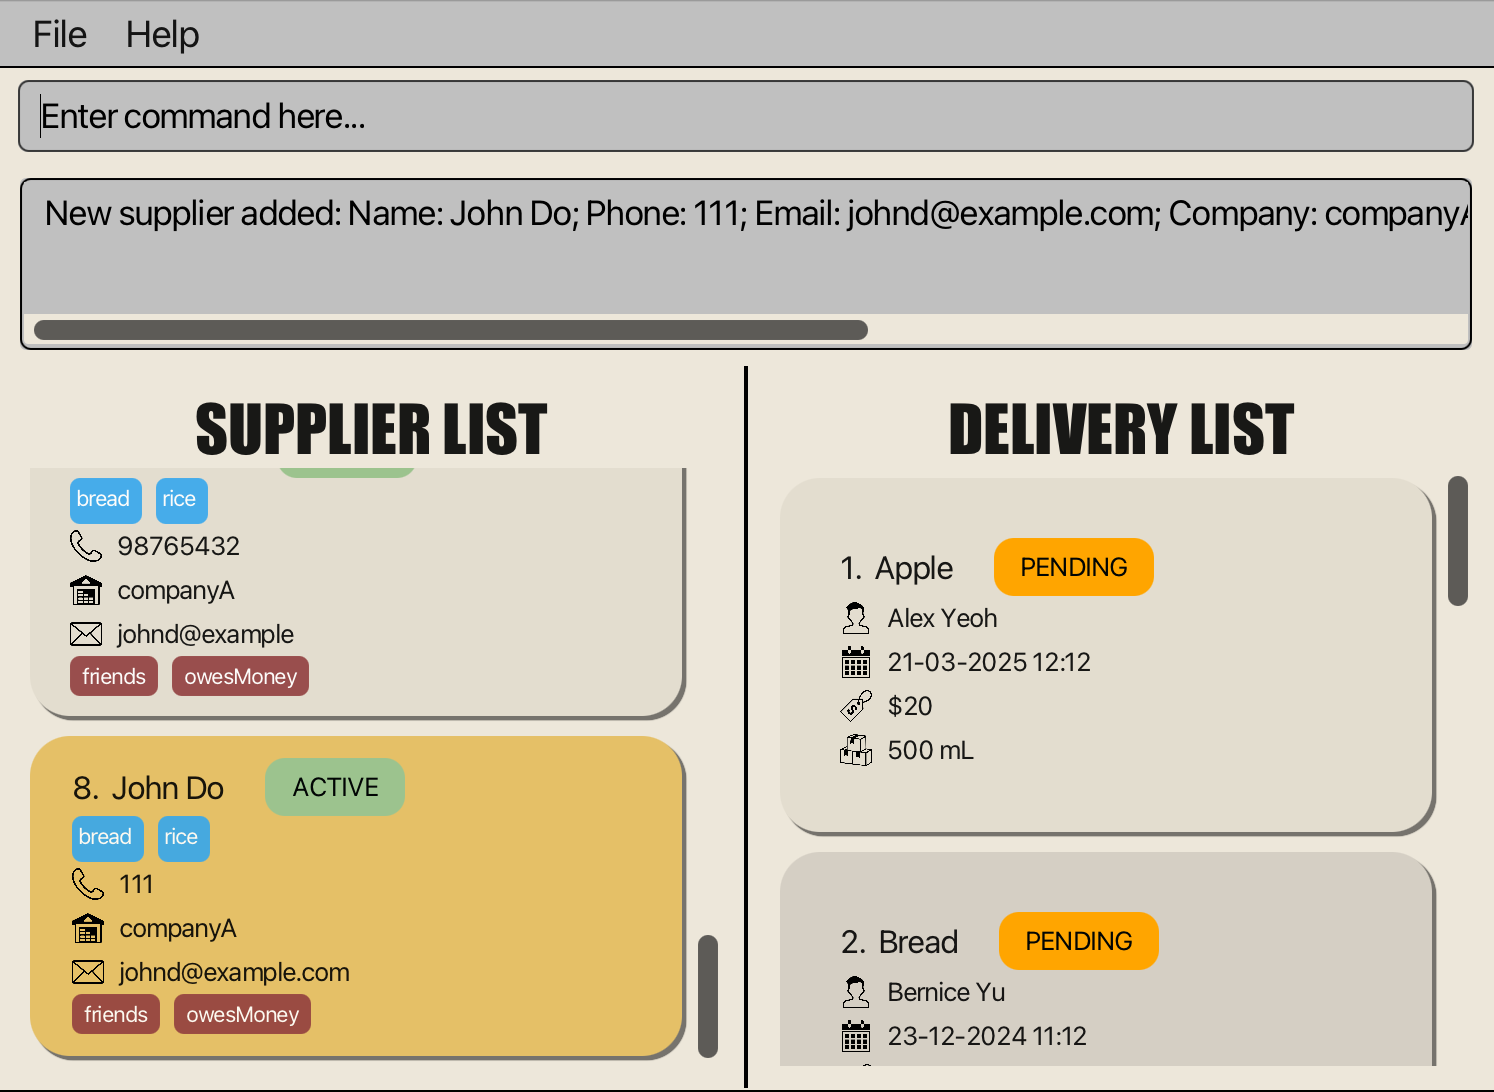 File Help
Enter command here...
New supplier added: Name: John Do; Phone: 111; Email: johnd@example.com; Company: companyA
SUPPLIER LIST
bread rice
98765432
companyA
johnd@example
friends owesMoney
8. John Do ACTIVE
bread rice
111
companyA
johnd@example.com
friends owesMoney
DELIVERY LIST
1. Apple PENDING
Alex Yeoh
21-03-2025 12:12
$20
500 mL
2. Bread PENDING
Bernice Yu
23-12-2024 11:12